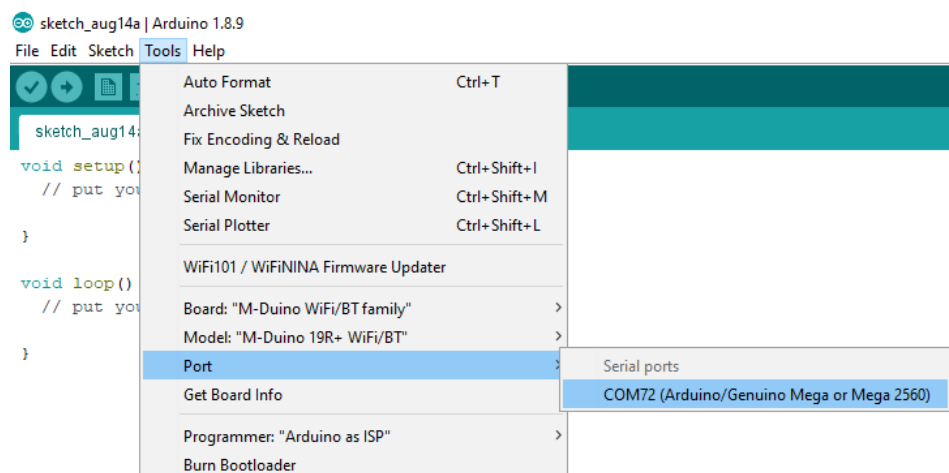 sketch_aug14a | Arduino 1.8.9
File Edit Sketch Tools Help
Auto Format Ctrl+T
Archive Sketch
sketch_aug14a
Fix Encoding & Reload
void setup()
Manage Libraries... Ctrl+Shift+I
// put you
Serial Monitor Ctrl+Shift+M
Serial Plotter Ctrl+Shift+L
}
WiFi101 / WiFiNINA Firmware Updater
void loop()
// put you
Board: "M-Duino WiFi/BT family"
Model: "M-Duino 19R+ WiFi/BT"
}
Port
Serial ports
Get Board Info
COM72 (Arduino/Genuino Mega or Mega 2560)
Programmer: "Arduino as ISP"
Burn Bootloader